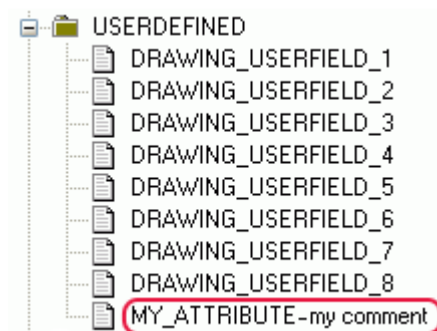 USERDEFINED
DRAWING_USERFIELD_1
DRAWING_USERFIELD_2
DRAWING_USERFIELD_3
DRAWING_USERFIELD_4
DRAWING_USERFIELD_5
DRAWING_USERFIELD_6
DRAWING_USERFIELD_7
DRAWING_USERFIELD_8
MY_ATTRIBUTE-my comment